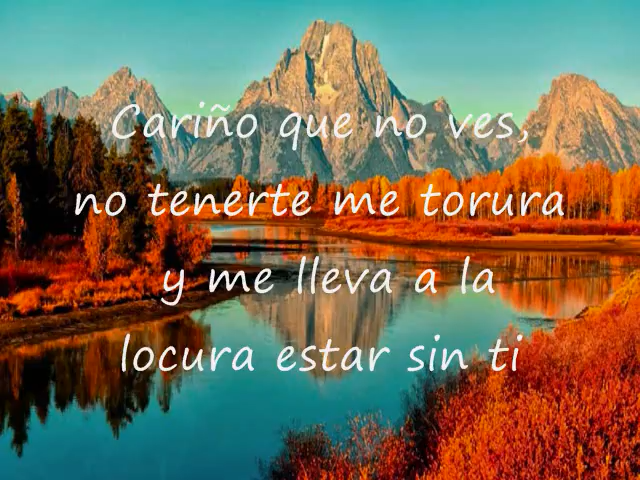 Cariño que no ves,
no tenerte me torura
y me lleva a la
locura estar sin ti